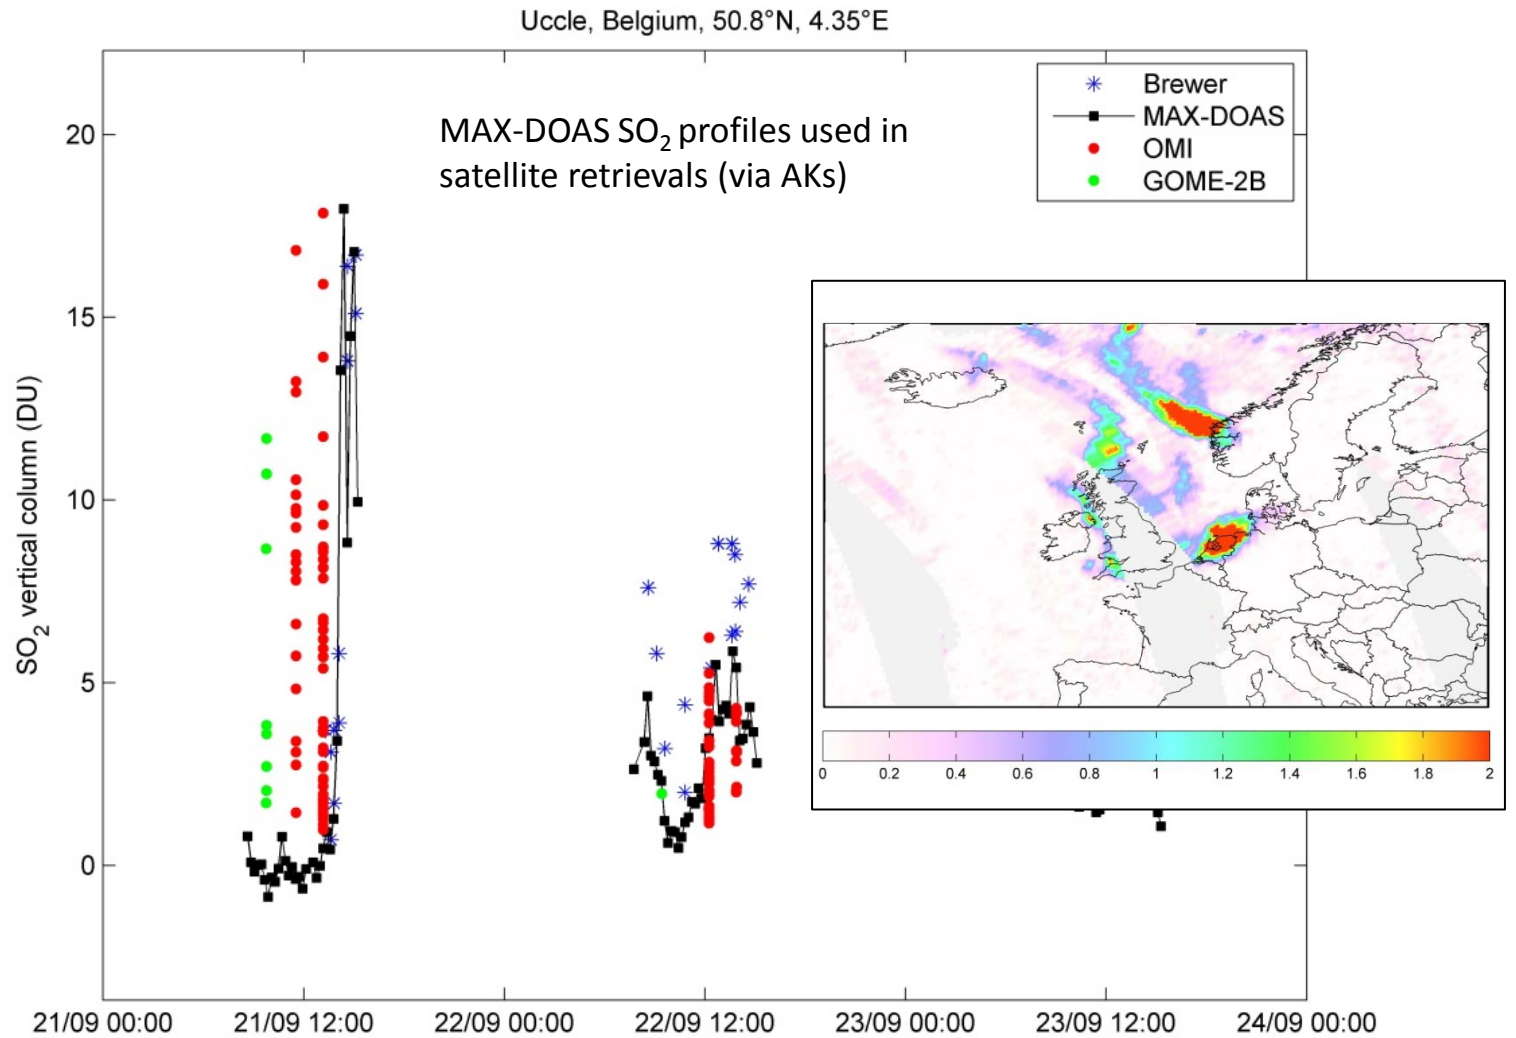 Uccle, Belgium, 50.8°N, 4.35°E
Brewer
MAX-DOAS
OMI
GOME-2B
MAX-DOAS SO₂ profiles used in
satellite retrievals (via AKs)
SO₂ vertical column (DU)
20
15
10
5
0
0 0.2 0.4 0.6 0.8 1 1.2 1.4 1.6 1.8 2
21/09 00:00 21/09 12:00 22/09 00:00 22/09 12:00 23/09 00:00 23/09 12:00 24/09 00:00